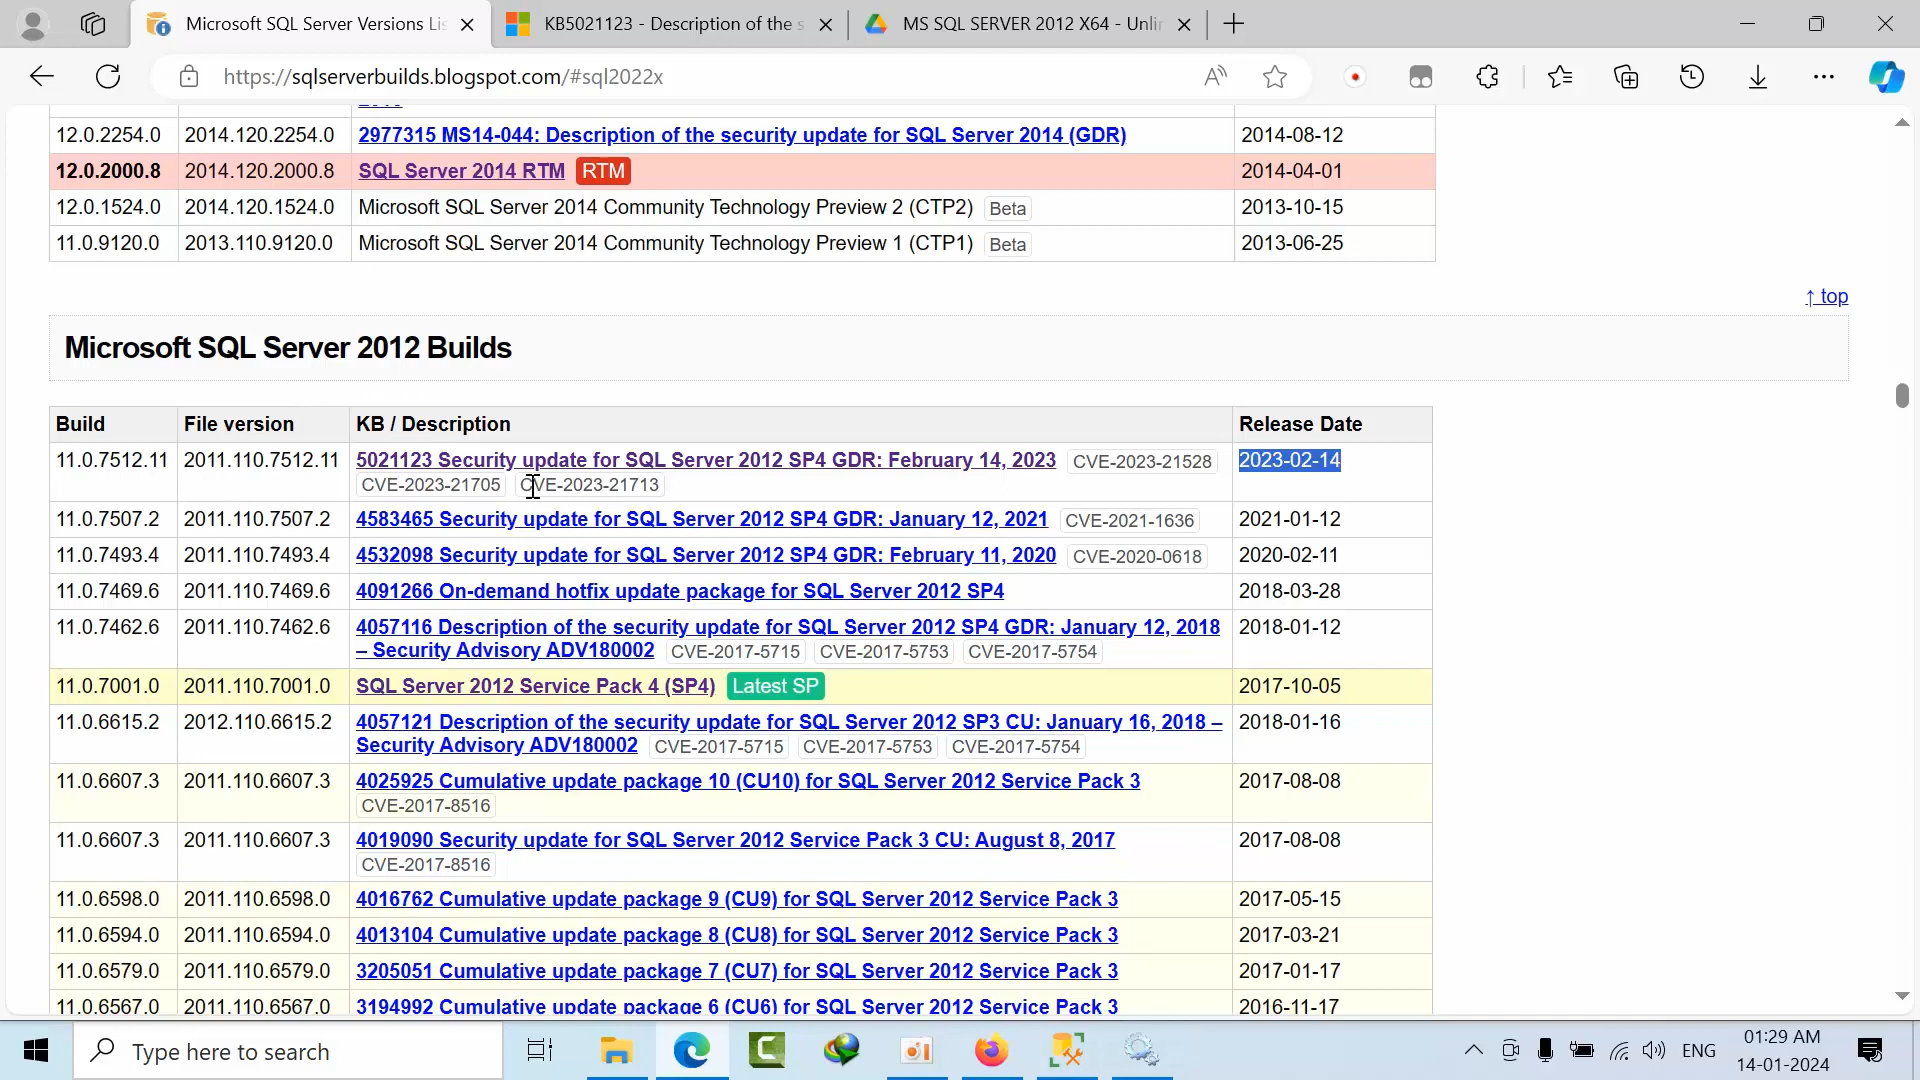 Microsoft SQL Server Versions Lis
KB5021123 - Description of the s
MS SQL SERVER 2012 X64 - Unli
https://sqlserverbuilds.blogspot.com/#sql2022x
12.0.2254.0 2014.120.2254.0 2977315 MS14-044: Description of the security update for SQL Server 2014 (GDR) 2014-08-12
12.0.2000.8 2014.120.2000.8 SQL Server 2014 RTM RTM 2014-04-01
12.0.1524.0 2014.120.1524.0 Microsoft SQL Server 2014 Community Technology Preview 2 (CTP2) Beta 2013-10-15
11.0.9120.0 2013.110.9120.0 Microsoft SQL Server 2014 Community Technology Preview 1 (CTP1) Beta 2013-06-25
↑ top
Microsoft SQL Server 2012 Builds
Build File version KB / Description Release Date
11.0.7512.11 2011.110.7512.11 5021123 Security update for SQL Server 2012 SP4 GDR: February 14, 2023 CVE-2023-21528 2023-02-14
CVE-2023-21705 CVE-2023-21713
11.0.7507.2 2011.110.7507.2 4583465 Security update for SQL Server 2012 SP4 GDR: January 12, 2021 CVE-2021-1636 2021-01-12
11.0.7493.4 2011.110.7493.4 4532098 Security update for SQL Server 2012 SP4 GDR: February 11, 2020 CVE-2020-0618 2020-02-11
11.0.7469.6 2011.110.7469.6 4091266 On-demand hotfix update package for SQL Server 2012 SP4 2018-03-28
11.0.7462.6 2011.110.7462.6 4057116 Description of the security update for SQL Server 2012 SP4 GDR: January 12, 2018 2018-01-12
– Security Advisory ADV180002 CVE-2017-5715 CVE-2017-5753 CVE-2017-5754
11.0.7001.0 2011.110.7001.0 SQL Server 2012 Service Pack 4 (SP4) Latest SP 2017-10-05
11.0.6615.2 2012.110.6615.2 4057121 Description of the security update for SQL Server 2012 SP3 CU: January 16, 2018 – 2018-01-16
Security Advisory ADV180002 CVE-2017-5715 CVE-2017-5753 CVE-2017-5754
11.0.6607.3 2011.110.6607.3 4025925 Cumulative update package 10 (CU10) for SQL Server 2012 Service Pack 3 2017-08-08
CVE-2017-8516
11.0.6607.3 2011.110.6607.3 4019090 Security update for SQL Server 2012 Service Pack 3 CU: August 8, 2017 2017-08-08
CVE-2017-8516
11.0.6598.0 2011.110.6598.0 4016762 Cumulative update package 9 (CU9) for SQL Server 2012 Service Pack 3 2017-05-15
11.0.6594.0 2011.110.6594.0 4013104 Cumulative update package 8 (CU8) for SQL Server 2012 Service Pack 3 2017-03-21
11.0.6579.0 2011.110.6579.0 3205051 Cumulative update package 7 (CU7) for SQL Server 2012 Service Pack 3 2017-01-17
11.0.6567.0 2011.110.6567.0 3194992 Cumulative update package 6 (CU6) for SQL Server 2012 Service Pack 3 2016-11-17
Type here to search
ENG
01:29 AM
14-01-2024